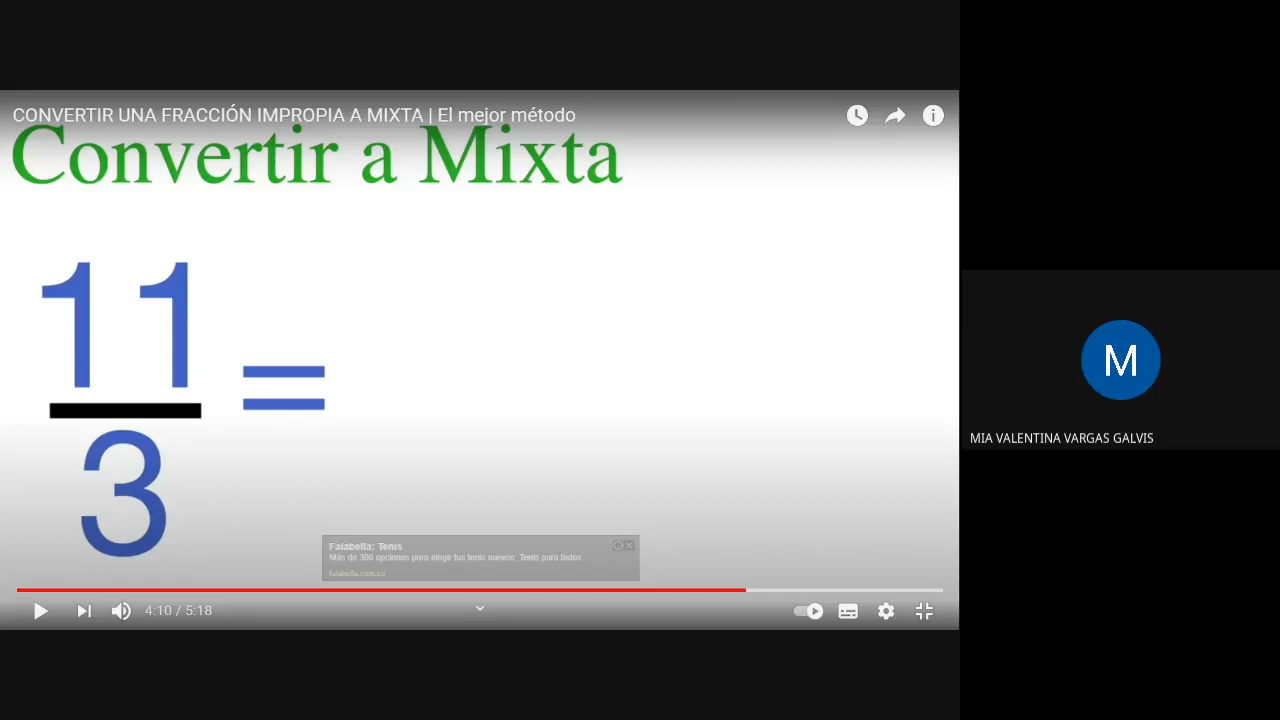 CONVERTIR UNA FRACCIÓN IMPROPIA A MIXTA | El mejor método
Convertir a Mixta
11
=
3
Falabella: Tenis
Más de 300 opciones para elegir tus tenis nuevos. Tenis para todos
falabella.com.co
4:10 / 5:18
M
MIA VALENTINA VARGAS GALVIS